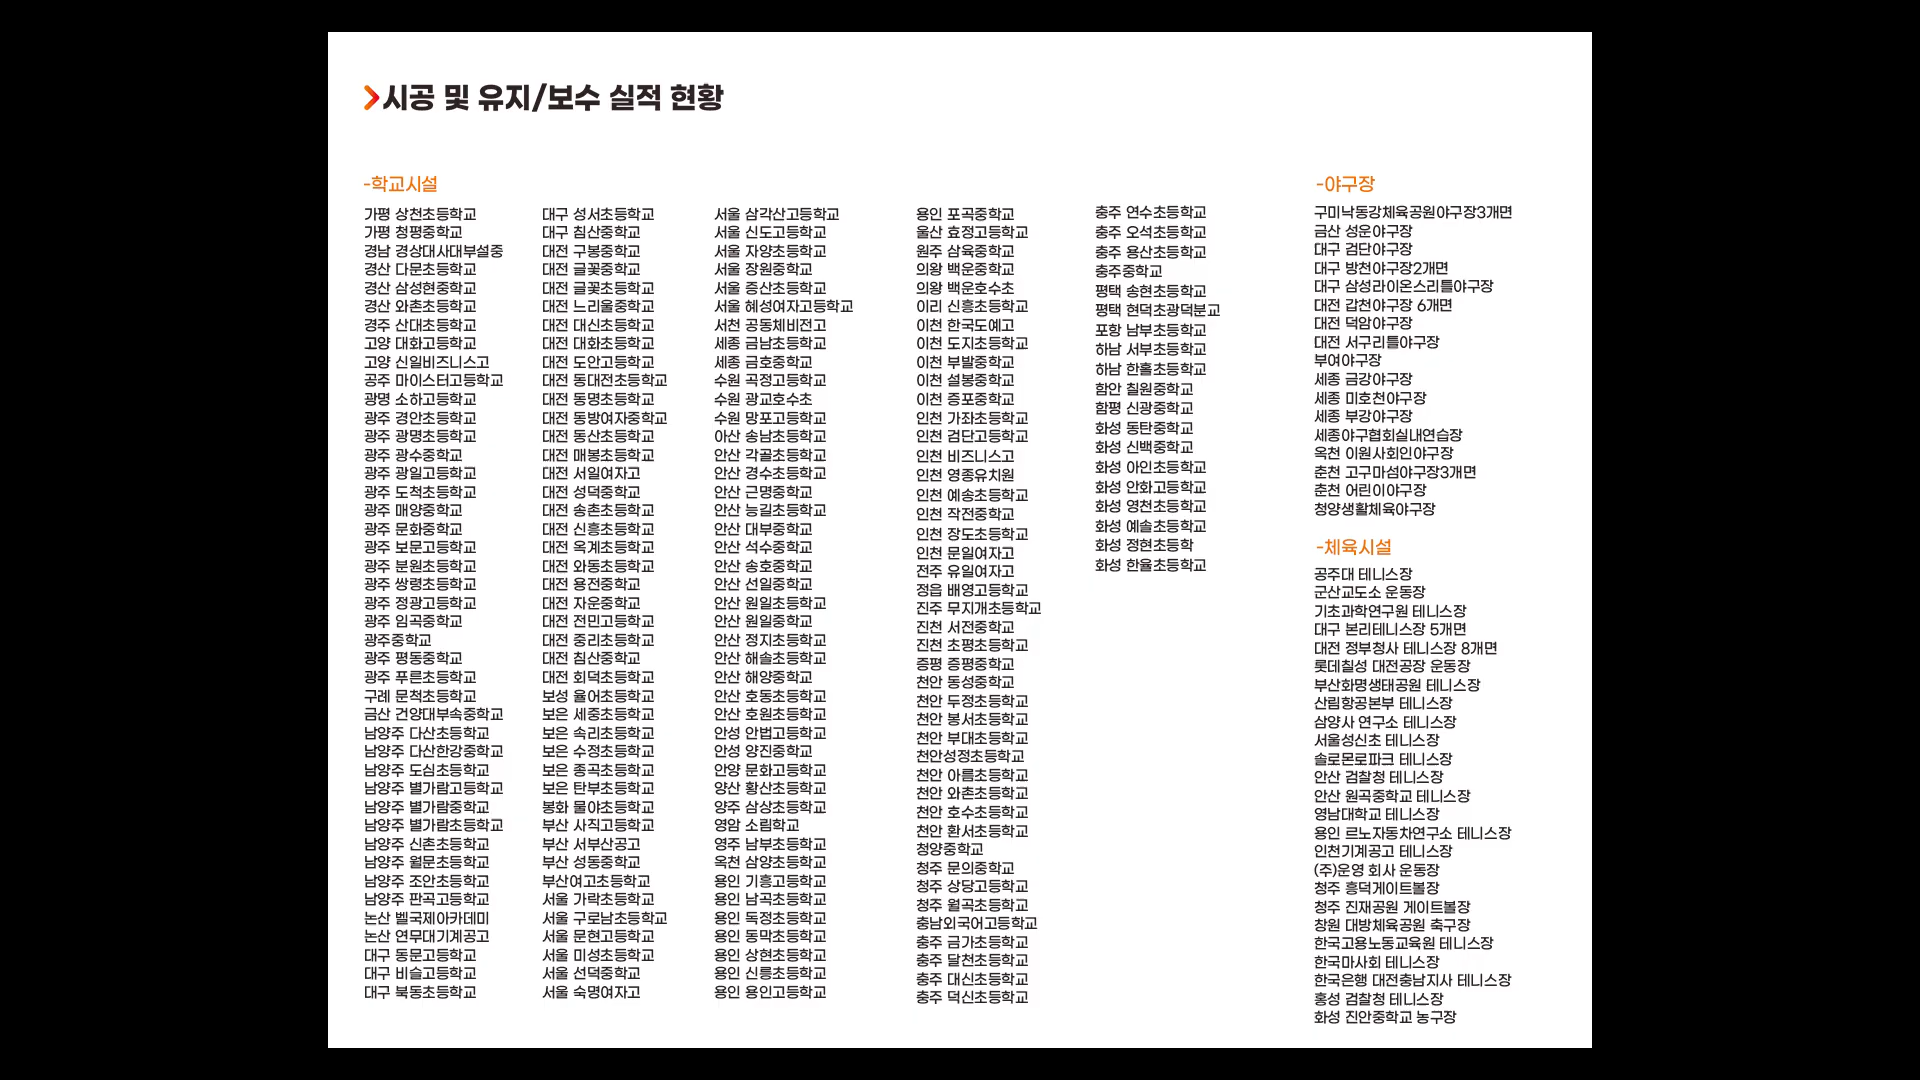 시공 및 유지/보수 실적 현황
-학교시설
가평 상천초등학교
가평 청평중학교
경남 경상대사대부설중
경산 다문초등학교
경산 삼성현중학교
경산 와촌초등학교
경주 산대초등학교
고양 대화고등학교
고양 신일비즈니스고
공주 마이스터고등학교
광명 소하고등학교
광주 경안초등학교
광주 광명초등학교
광주 광수중학교
광주 광일고등학교
광주 도척초등학교
광주 매양중학교
광주 문화중학교
광주 보문고등학교
광주 분원초등학교
광주 쌍령초등학교
광주 정광고등학교
광주 임곡중학교
광주중학교
광주 평동중학교
광주 푸른초등학교
구례 문척초등학교
금산 건양대부속중학교
남양주 다산초등학교
남양주 다산한강중학교
남양주 도심초등학교
남양주 별가람고등학교
남양주 별가람중학교
남양주 별가람초등학교
남양주 신촌초등학교
남양주 월문초등학교
남양주 조안초등학교
남양주 판곡고등학교
논산 벨국제아카데미
논산 연무대기계공고
대구 동문고등학교
대구 비슬고등학교
대구 북동초등학교
대구 성서초등학교
대구 침산중학교
대전 구봉중학교
대전 글꽃중학교
대전 글꽃초등학교
대전 느리울중학교
대전 대신초등학교
대전 대화초등학교
대전 도안고등학교
대전 동대전초등학교
대전 동명초등학교
대전 동방여자중학교
대전 동산초등학교
대전 매봉초등학교
대전 서일여자고
대전 성덕중학교
대전 송촌초등학교
대전 신흥초등학교
대전 옥계초등학교
대전 와동초등학교
대전 용전중학교
대전 자운중학교
대전 전민고등학교
대전 중리초등학교
대전 침산중학교
대전 회덕초등학교
보성 율어초등학교
보은 세중초등학교
보은 속리초등학교
보은 수정초등학교
보은 종곡초등학교
보은 탄부초등학교
봉화 물야초등학교
부산 사직고등학교
부산 서부산공고
부산 성동중학교
부산여고초등학교
서울 가락초등학교
서울 구로남초등학교
서울 문현고등학교
서울 미성초등학교
서울 선덕중학교
서울 숙명여자고
서울 삼각산고등학교
서울 신도고등학교
서울 자양초등학교
서울 장원중학교
서울 증산초등학교
서울 혜성여자고등학교
서천 공동체비전고
세종 금남초등학교
세종 금호중학교
수원 곡정고등학교
수원 광교호수초
수원 망포고등학교
아산 송남초등학교
안산 각골초등학교
안산 경수초등학교
안산 근명중학교
안산 능길초등학교
안산 대부중학교
안산 석수중학교
안산 송호중학교
안산 선일중학교
안산 원일초등학교
안산 원일중학교
안산 정지초등학교
안산 해솔초등학교
안산 해양중학교
안산 호동초등학교
안산 호원초등학교
안성 안법고등학교
안성 양진중학교
안양 문화고등학교
양산 황산초등학교
양주 삼상초등학교
영암 소림학교
영주 남부초등학교
옥천 삼양초등학교
용인 기흥고등학교
용인 남곡초등학교
용인 독정초등학교
용인 동막초등학교
용인 상현초등학교
용인 신릉초등학교
용인 용인고등학교
용인 포곡중학교
울산 효정고등학교
원주 삼육중학교
의왕 백운중학교
의왕 백운호수초
이리 신흥초등학교
이천 한국도예고
이천 도지초등학교
이천 부발중학교
이천 설봉중학교
이천 증포중학교
인천 가좌초등학교
인천 검단고등학교
인천 비즈니스고
인천 영종유치원
인천 예송초등학교
인천 작전중학교
인천 장도초등학교
인천 문일여자고
전주 유일여자고
정읍 배영고등학교
진주 무지개초등학교
진천 서전중학교
진천 초평초등학교
증평 증평중학교
천안 동성중학교
천안 두정초등학교
천안 봉서초등학교
천안 부대초등학교
천안성정초등학교
천안 아름초등학교
천안 와촌초등학교
천안 호수초등학교
천안 환서초등학교
청양중학교
청주 문의중학교
청주 상당고등학교
청주 월곡초등학교
충남외국어고등학교
충주 금가초등학교
충주 달천초등학교
충주 대신초등학교
충주 덕신초등학교
충주 연수초등학교
충주 오석초등학교
충주 용산초등학교
충주중학교
평택 송현초등학교
평택 현덕초광덕분교
포항 남부초등학교
하남 서부초등학교
하남 한홀초등학교
함안 칠원중학교
함평 신광중학교
화성 동탄중학교
화성 신백중학교
화성 아인초등학교
화성 안화고등학교
화성 영천초등학교
화성 예솔초등학교
화성 정현초등학
화성 한율초등학교
-야구장
구미낙동강체육공원야구장3개면
금산 성운야구장
대구 검단야구장
대구 방천야구장2개면
대구 삼성라이온스리틀야구장
대전 갑천야구장 6개면
대전 덕암야구장
대전 서구리틀야구장
부여야구장
세종 금강야구장
세종 미호천야구장
세종 부강야구장
세종야구협회실내연습장
옥천 이원사회인야구장
춘천 고구마섬야구장3개면
춘천 어린이야구장
청양생활체육야구장
-체육시설
공주대 테니스장
군산교도소 운동장
기초과학연구원 테니스장
대구 본리테니스장 5개면
대전 정부청사 테니스장 8개면
롯데칠성 대전공장 운동장
부산화명생태공원 테니스장
산림항공본부 테니스장
삼양사 연구소 테니스장
서울성신초 테니스장
솔로몬로파크 테니스장
안산 검찰청 테니스장
안산 원곡중학교 테니스장
영남대학교 테니스장
용인 르노자동차연구소 테니스장
인천기계공고 테니스장
(주)운영 회사 운동장
청주 흥덕게이트볼장
청주 진재공원 게이트볼장
창원 대방체육공원 축구장
한국고용노동교육원 테니스장
한국마사회 테니스장
한국은행 대전충남지사 테니스장
홍성 검찰청 테니스장
화성 진안중학교 농구장